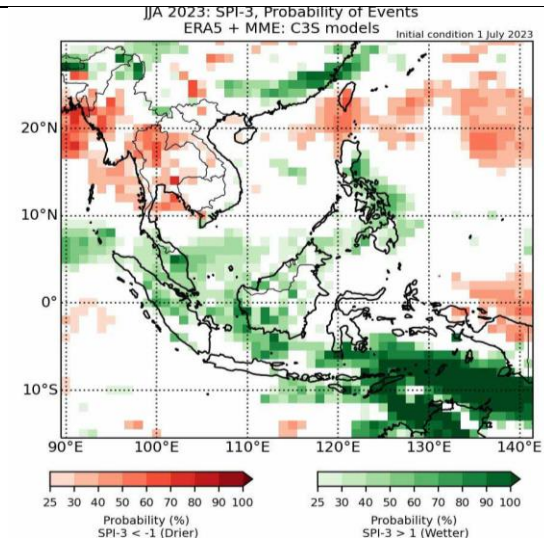 JJA 2023: SPI-3, Probability of Events
ERA5 + MME: C3S models
Initial condition 1 July 2023
20°N
10°N
0°
10°S
90°E 100°E 110°E 120°E 130°E 140°E
25 30 40 50 60 70 80 90 100
Probability (%)
SPI-3 < -1 (Drier)
25 30 40 50 60 70 80 90 100
Probability (%)
SPI-3 > 1 (Wetter)